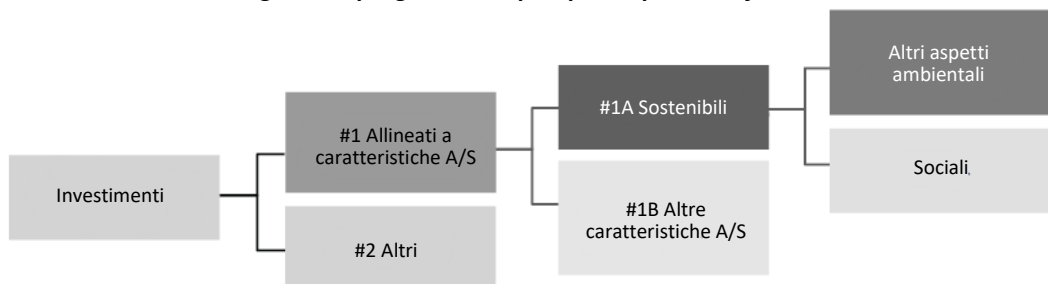 Altri aspetti
ambientali
#1A Sostenibili
#1 Allineati a
caratteristiche A/S
Sociali
Investimenti
#1B Altre
caratteristiche A/S
#2 Altri